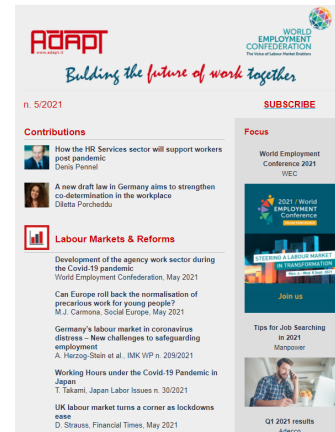 ADAPT
www.adapt.it
WORLD
EMPLOYMENT
CONFEDERATION
The Voice of Labour Market Enablers
Bulding the future of work together
n. 5/2021
SUBSCRIBE
Contributions
How the HR Services sector will support workers
post pandemic
Denis Pennel
A new draft law in Germany aims to strengthen
co-determination in the workplace
Diletta Porcheddu
Labour Markets & Reforms
Development of the agency work sector during
the Covid-19 pandemic
World Employment Confederation, May 2021
Can Europe roll back the normalisation of
precarious work for young people?
M.J. Carmona, Social Europe, May 2021
Germany's labour market in coronavirus
distress – New challenges to safeguarding
employment
A. Herzog-Stein et al., IMK WP n. 209/2021
Working Hours under the Covid-19 Pandemic in
Japan
T. Takami, Japan Labor Issues n. 30/2021
UK labour market turns a corner as lockdowns
ease
D. Strauss, Financial Times, May 2021
Focus
World Employment
Conference 2021
WEC
2021 / World
EMPLOYMENT
Conference
STEERING A LABOUR MARKET
IN TRANSFORMATION
Join us
Tips for Job Searching
in 2021
Manpower
Q1 2021 results
Adecco